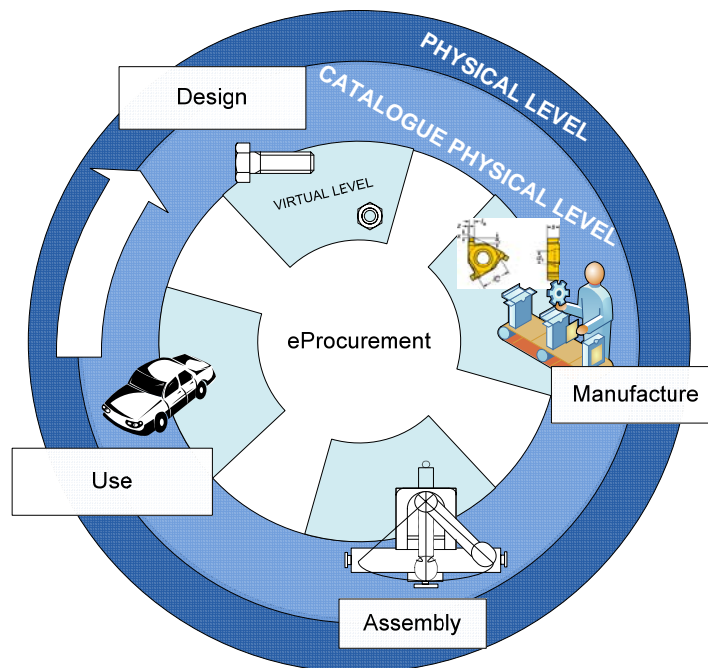 PHYSICAL LEVEL
CATALOGUE PHYSICAL LEVEL
Design
VIRTUAL LEVEL
eProcurement
Manufacture
Use
Assembly